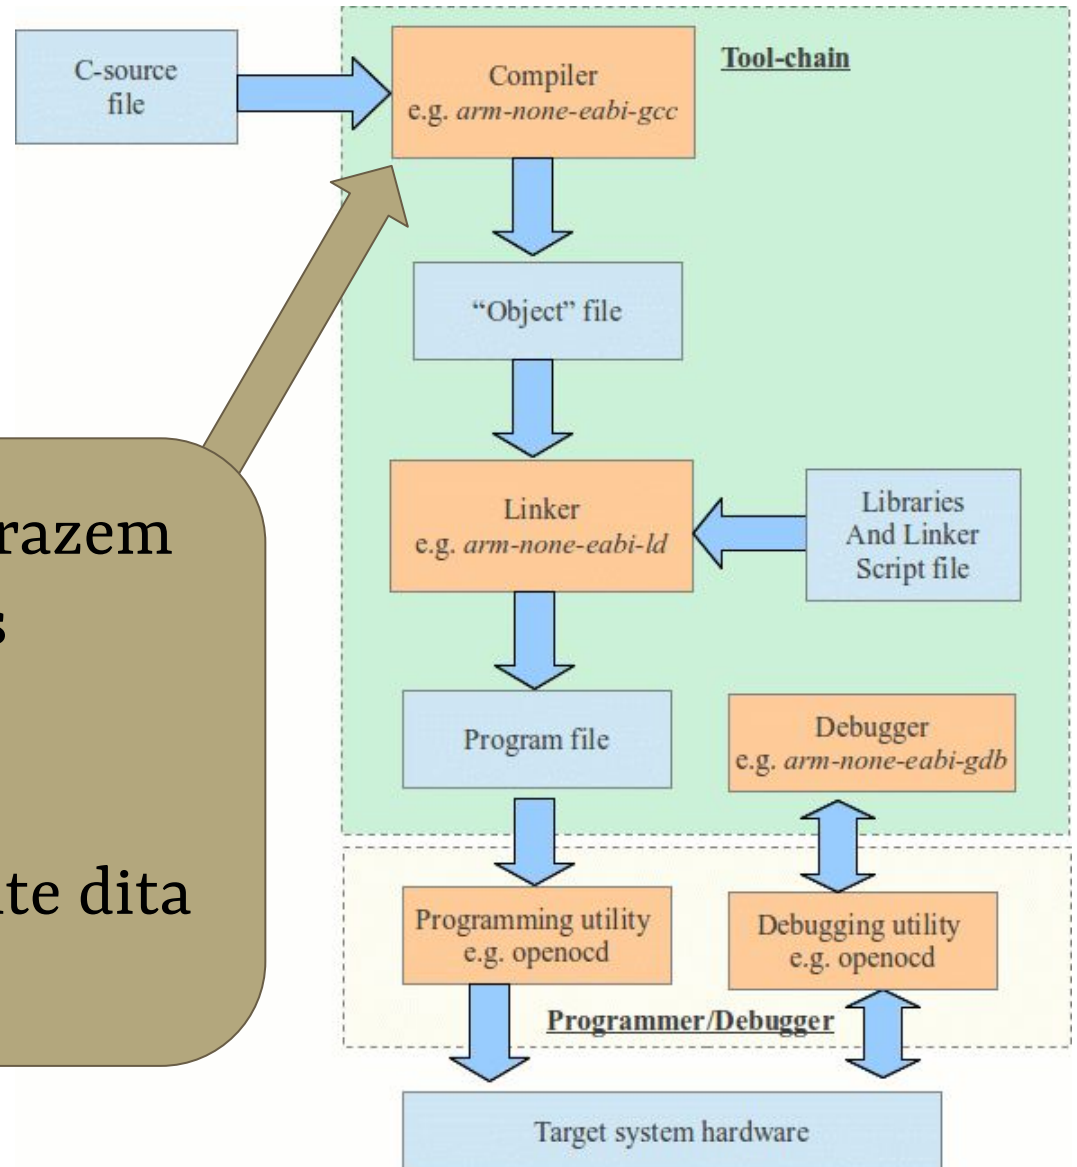 C-source
file
Compiler
e.g. arm-none-eabi-gcc
Tool-chain
“Object” file
Linker
e.g. arm-none-eabi-ld
Libraries
And Linker
Script file
Program file
Debugger
e.g. arm-none-eabi-gdb
Programming utility
e.g. openocd
Debugging utility
e.g. openocd
Programmer/Debugger
Target system hardware
dita